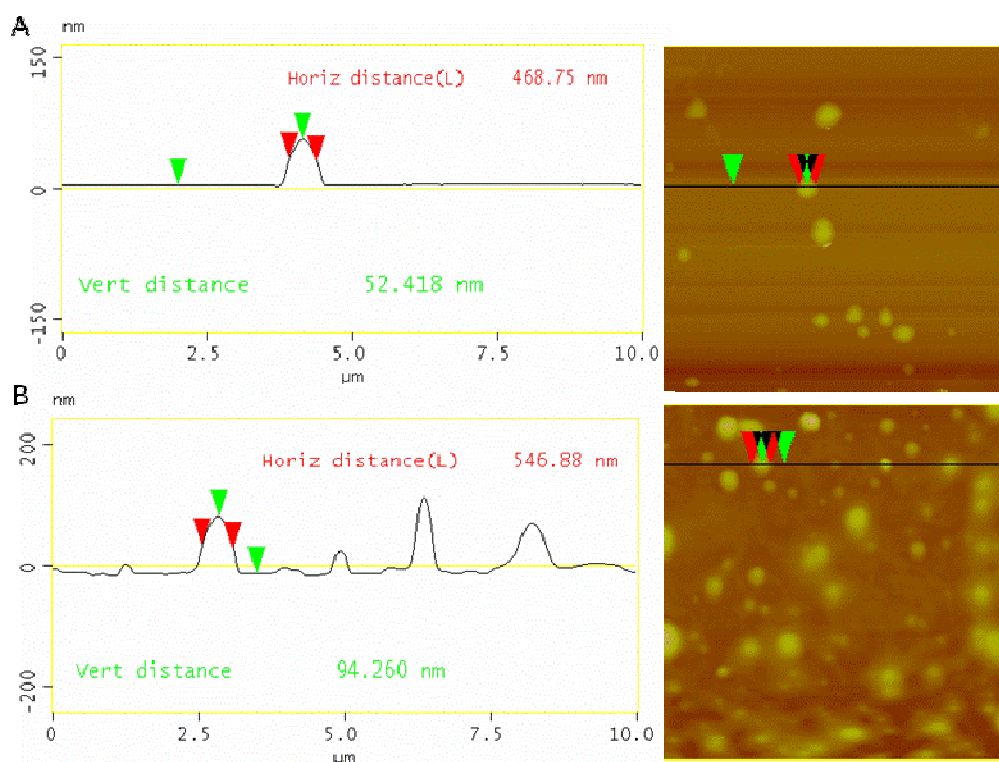 A
nm
Horiz distance(L) 468.75 nm
150
0
Vert distance 52.418 nm
-150
0 2.5 5.0 7.5 10.0
µm
B
nm
200
Horiz distance(L) 546.88 nm
0
Vert distance 94.260 nm
-200
0 2.5 5.0 7.5 10.0
µm